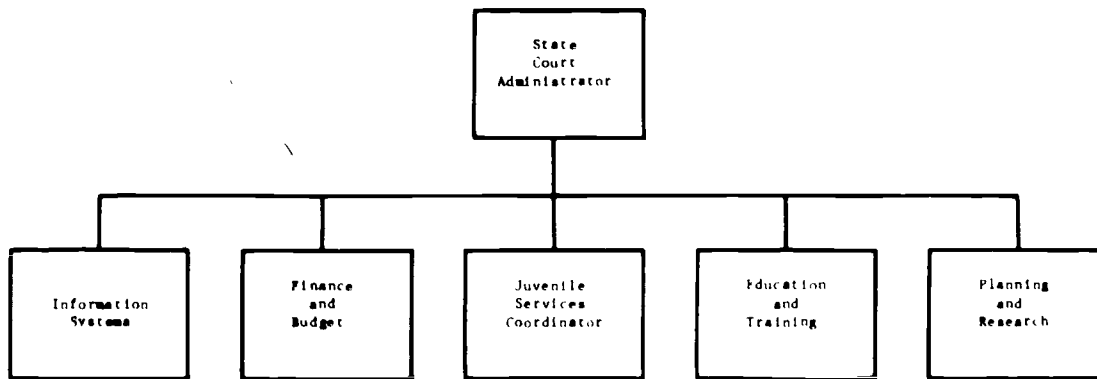 State
Court
Administrator
Information
Systems
Finance
and
Budget
Juvenile
Services
Coordinator
Education
and
Training
Planning
and
Research